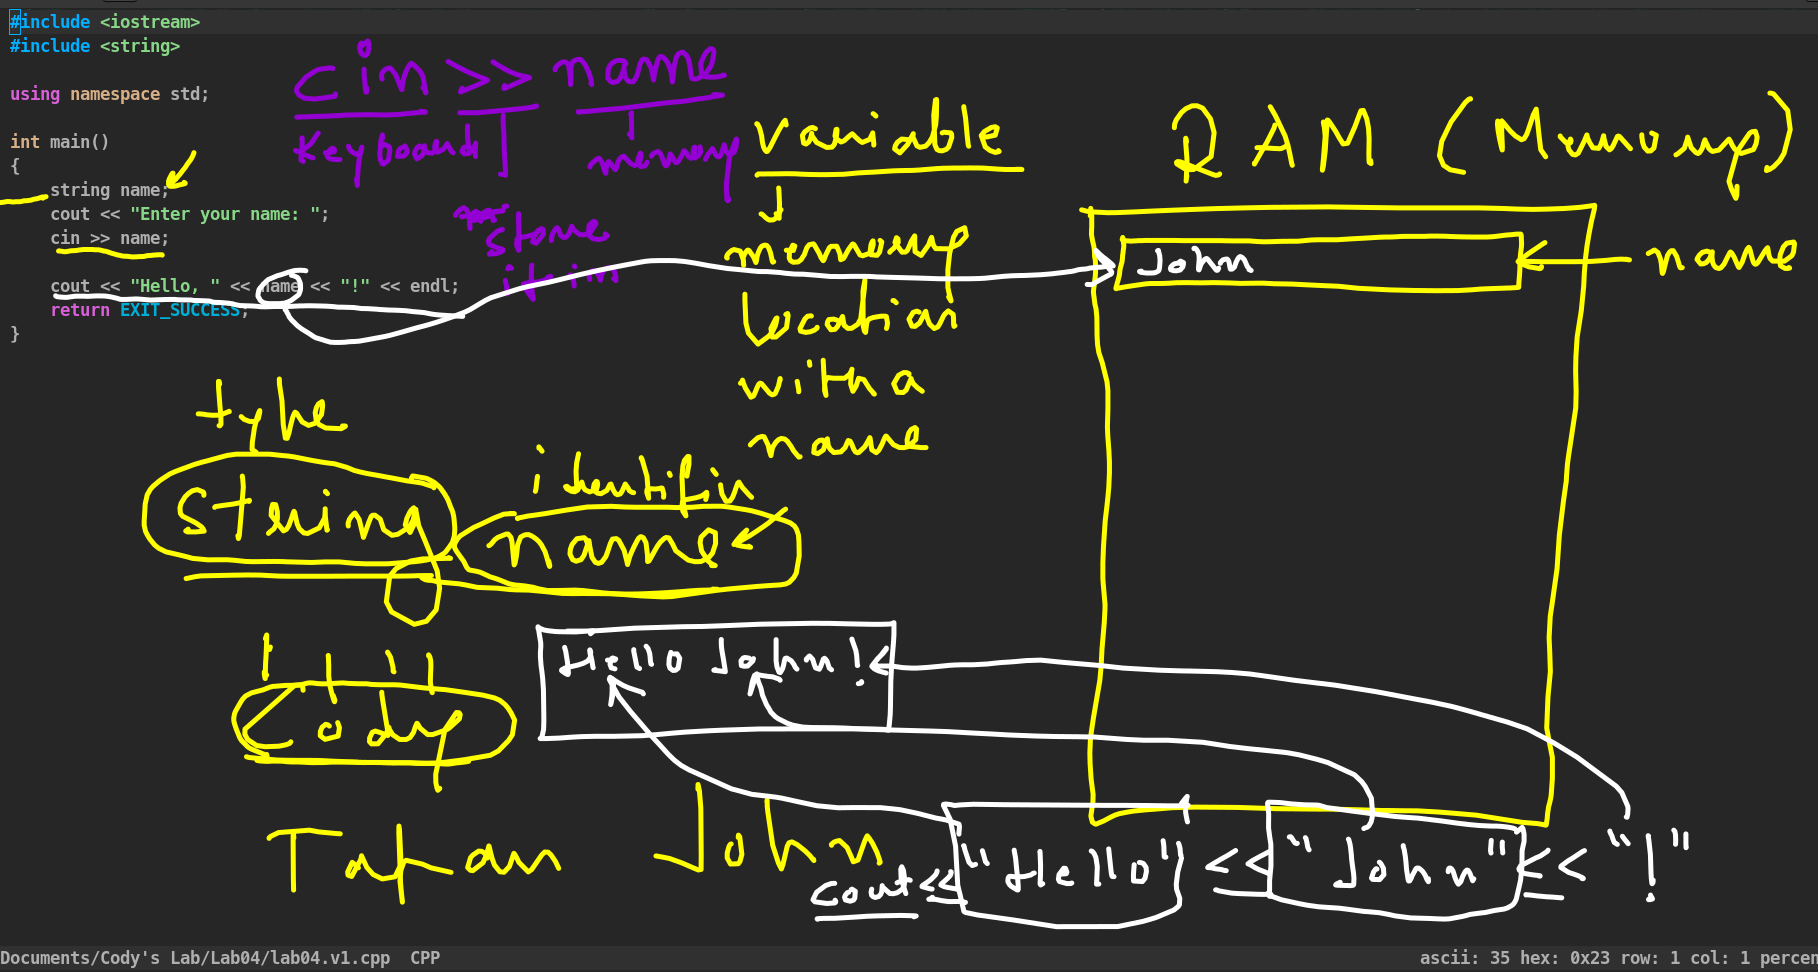 #include <iostream>
#include <string>
using namespace std;
int main()
{
string name;
cout << "Enter your name: ";
cin >> name;
cout << "Hello, " << name << "!" << endl;
return EXIT_SUCCESS;
}
cin >> name
Keyboard
memory
store
variable
memory
location
with a
name
RAM (Memory)
John
name
type
string
identifier
name
Hello John!
Cody
Tapan
John
cout << "Hello" << "John" << "!"
Documents/Cody's Lab/Lab04/lab04.v1.cpp CPP
ascii: 35 hex: 0x23 row: 1 col: 1 percen